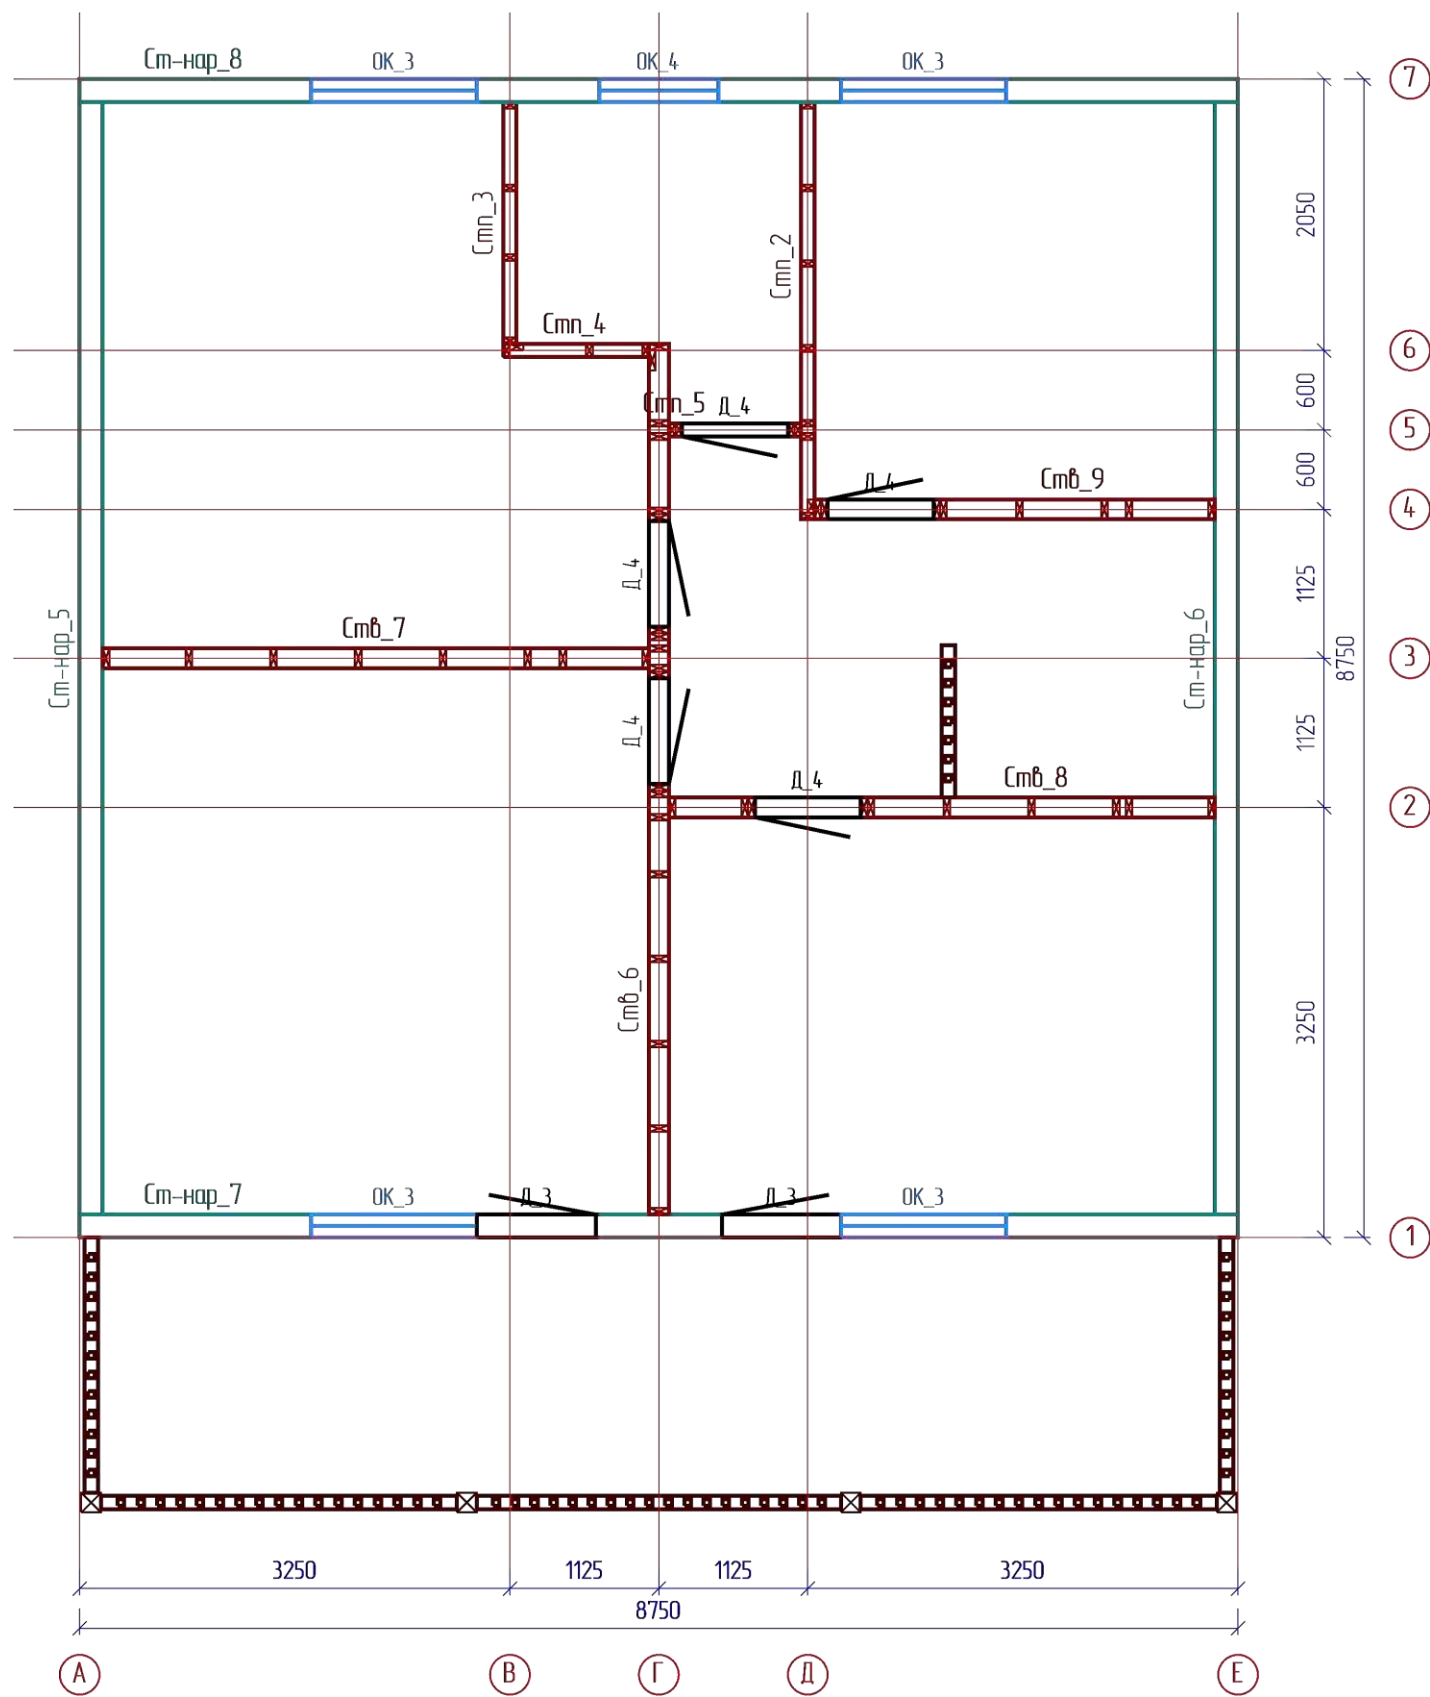 Ст-нар_8
ОК_3
ОК_4
ОК_3
7
2050
Стп_3
Стп_2
Стп_4
6
600
Стп_5
Д_4
5
600
Д_4
Ств_9
4
Д_4
1125
Ст-нар_5
Ств_7
Ст-нар_6
8750
3
Д_4
1125
Д_4
Ств_8
2
Ств_6
3250
Ст-нар_7
ОК_3
Д_3
Д_3
ОК_3
1
3250
1125
1125
3250
8750
А
В
Г
Д
Е